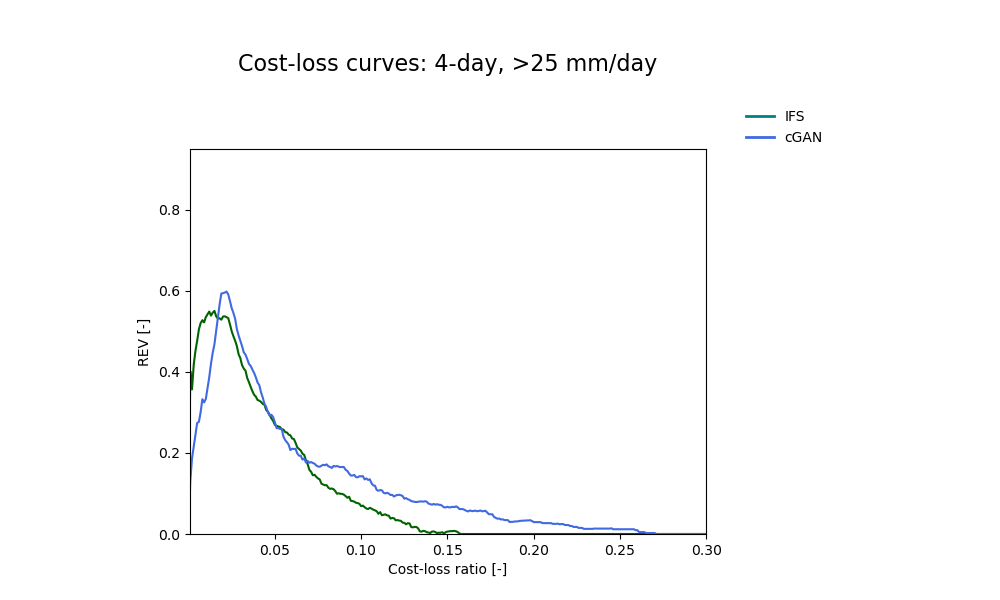 Cost-loss curves: 4-day, >25 mm/day
IFS
cGAN
0.8
0.6
0.4
0.2
0.0
REV [-]
0.05 0.10 0.15 0.20 0.25 0.30
Cost-loss ratio [-]